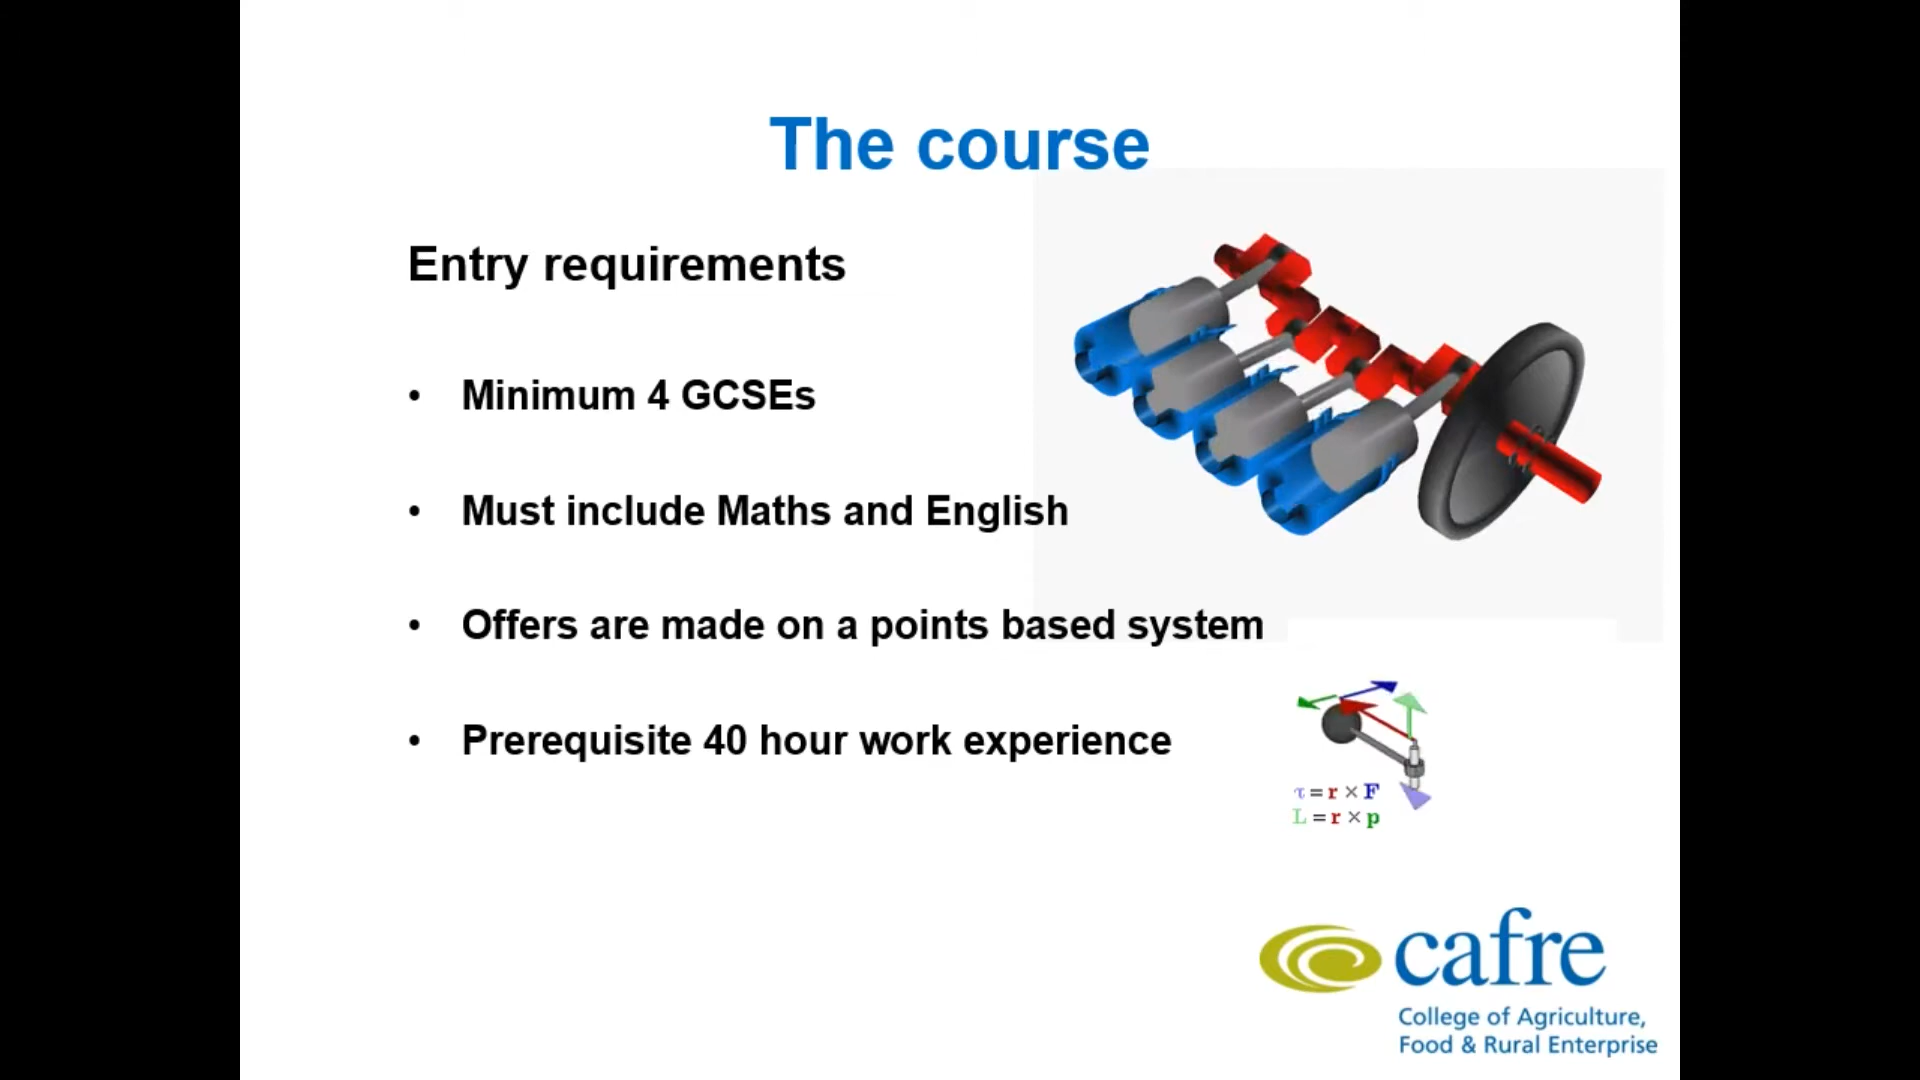 The course
Entry requirements
• Minimum 4 GCSEs
• Must include Maths and English
• Offers are made on a points based system
• Prerequisite 40 hour work experience
τ = r × F
L = r × p
cafre
College of Agriculture,
Food & Rural Enterprise